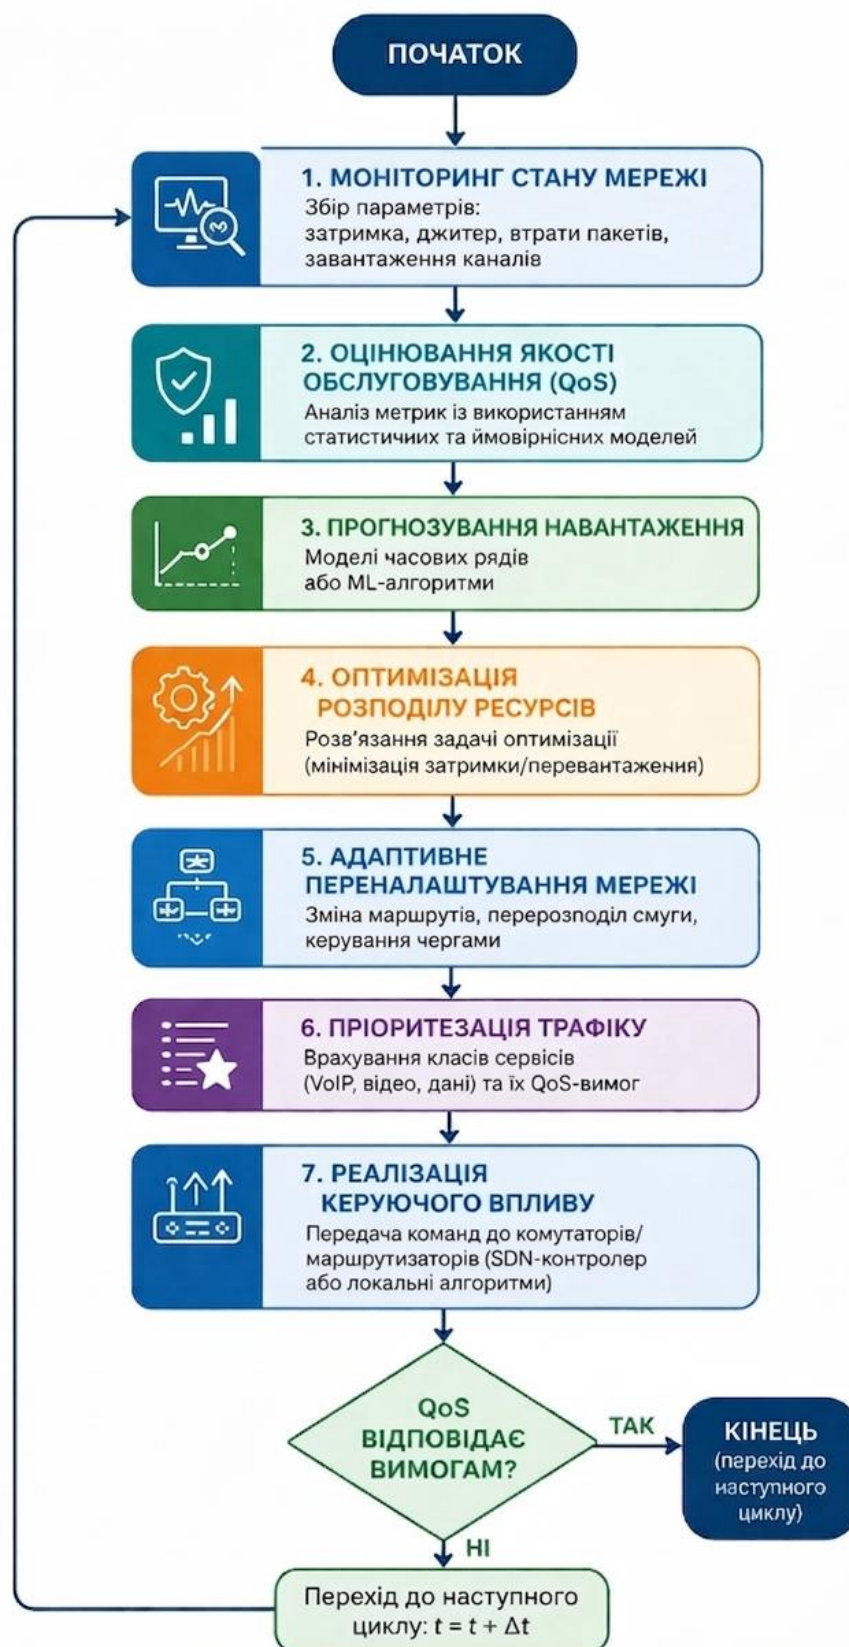 ПОЧАТОК
1. МОНІТОРИНГ СТАНУ МЕРЕЖІ
Збір параметрів:
затримка, джитер, втрати пакетів,
завантаження каналів
2. ОЦІНЮВАННЯ ЯКОСТІ
ОБСЛУГОВУВАННЯ (QoS)
Аналіз метрик із використанням
статистичних та ймовірнісних моделей
3. ПРОГНОЗУВАННЯ НАВАНТАЖЕННЯ
Моделі часових рядів
або ML-алгоритми
4. ОПТИМІЗАЦІЯ
РОЗПОДІЛУ РЕСУРСІВ
Розв’язання задачі оптимізації
(мінімізація затримки/перевантаження)
5. АДАПТИВНЕ
ПЕРЕНАЛАШТУВАННЯ МЕРЕЖІ
Зміна маршрутів, перерозподіл смуги,
керування чергами
6. ПРІОРИТЕЗАЦІЯ ТРАФІКУ
Врахування класів сервісів
(VoIP, відео, дані) та їх QoS-вимог
7. РЕАЛІЗАЦІЯ
КЕРУЮЧОГО ВПЛИВУ
Передача команд до комутаторів/
маршрутизаторів (SDN-контролер
або локальні алгоритми)
QoS
ВІДПОВІДАЄ
ВИМОГАМ?
ТАК
КІНЕЦЬ
(перехід до
наступного
циклу)
НІ
Перехід до наступного
циклу: t = t + Δt